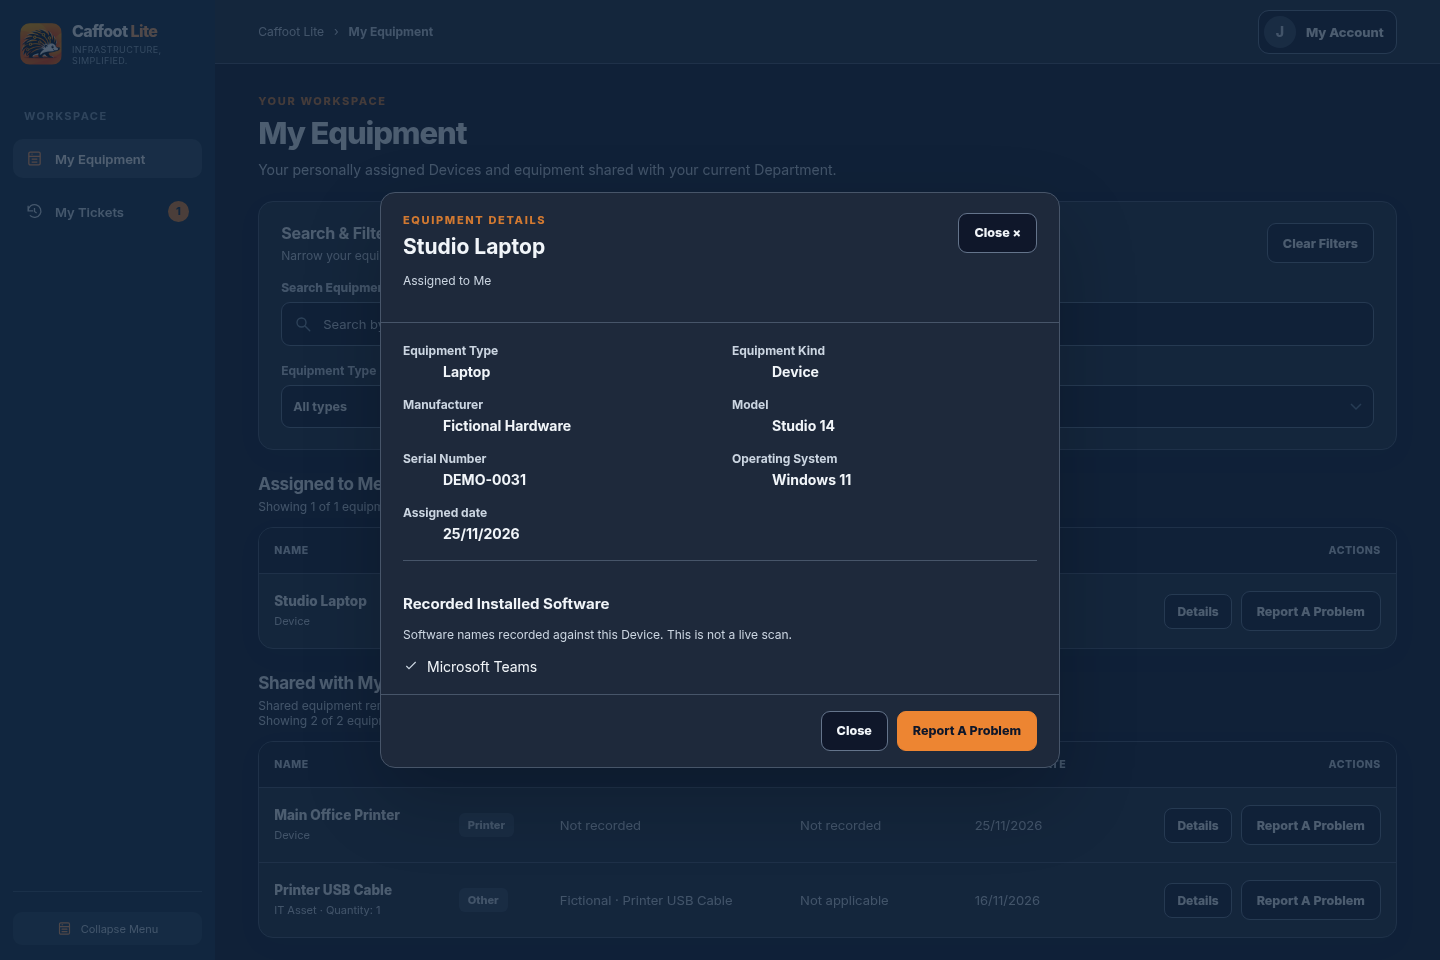 Caffoot Lite
INFRASTRUCTURE,
SIMPLIFIED.
WORKSPACE
My Equipment
My Tickets
1
Collapse Menu
Caffoot Lite › My Equipment
J
My Account
YOUR WORKSPACE
My Equipment
Your personally assigned Devices and equipment shared with your current Department.
Search & Filte
Narrow your equi
Clear Filters
Search Equipmen
Search by
Equipment Type
All types
Assigned to Me
Showing 1 of 1 equipm
NAME
ACTIONS
Studio Laptop
Device
Details
Report A Problem
Shared with My
Shared equipment re
Showing 2 of 2 equip
NAME
TE
ACTIONS
Main Office Printer
Device
Printer
Not recorded
Not recorded
25/11/2026
Details
Report A Problem
Printer USB Cable
IT Asset · Quantity: 1
Other
Fictional · Printer USB Cable
Not applicable
16/11/2026
Details
Report A Problem
EQUIPMENT DETAILS
Studio Laptop
Assigned to Me
Close ×
Equipment Type
Laptop
Equipment Kind
Device
Manufacturer
Fictional Hardware
Model
Studio 14
Serial Number
DEMO-0031
Operating System
Windows 11
Assigned date
25/11/2026
Recorded Installed Software
Software names recorded against this Device. This is not a live scan.
Microsoft Teams
Close
Report A Problem